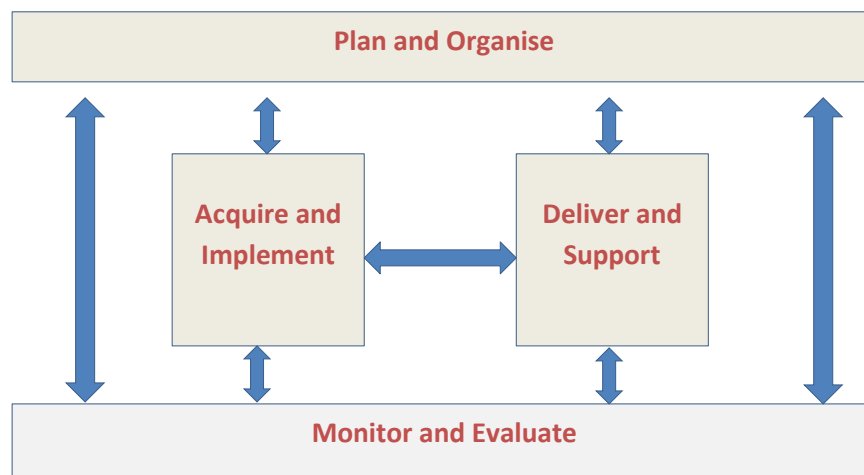 Plan and Organise
Acquire and
Implement
Deliver and
Support
Monitor and Evaluate